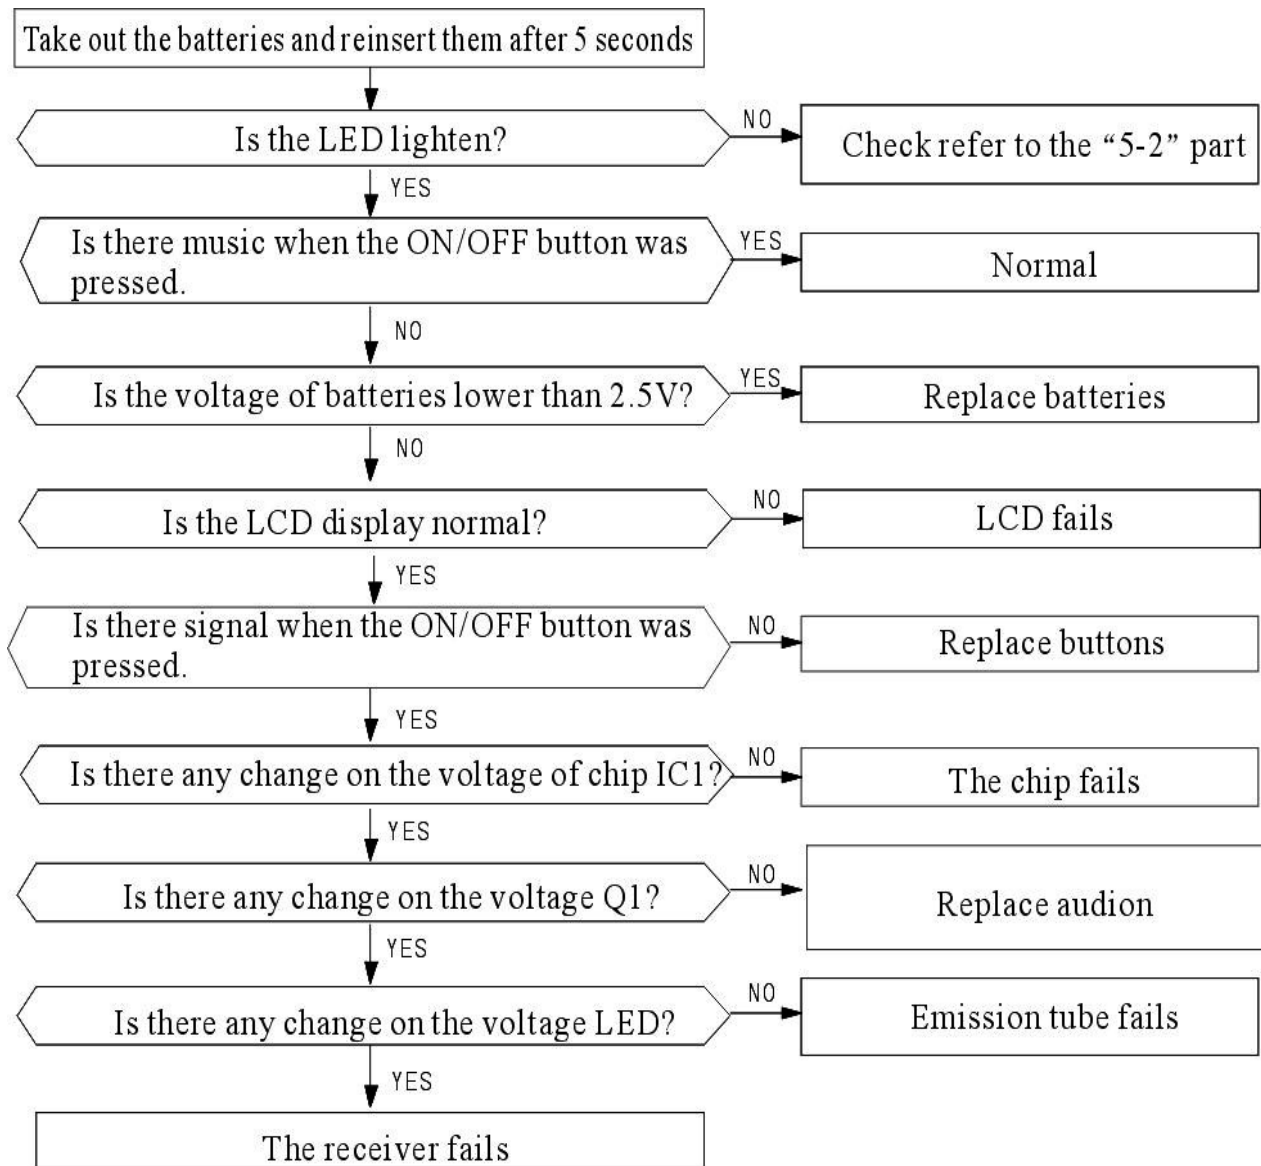 Take out the batteries and reinsert them after 5 seconds
Is the LED lighten?
NO
Check refer to the “5-2” part
YES
Is there music when the ON/OFF button was
pressed.
YES
Normal
NO
Is the voltage of batteries lower than 2.5V?
YES
Replace batteries
NO
Is the LCD display normal?
NO
LCD fails
YES
Is there signal when the ON/OFF button was
pressed.
NO
Replace buttons
YES
Is there any change on the voltage of chip IC1?
NO
The chip fails
YES
Is there any change on the voltage Q1?
NO
Replace audion
YES
Is there any change on the voltage LED?
NO
Emission tube fails
YES
The receiver fails